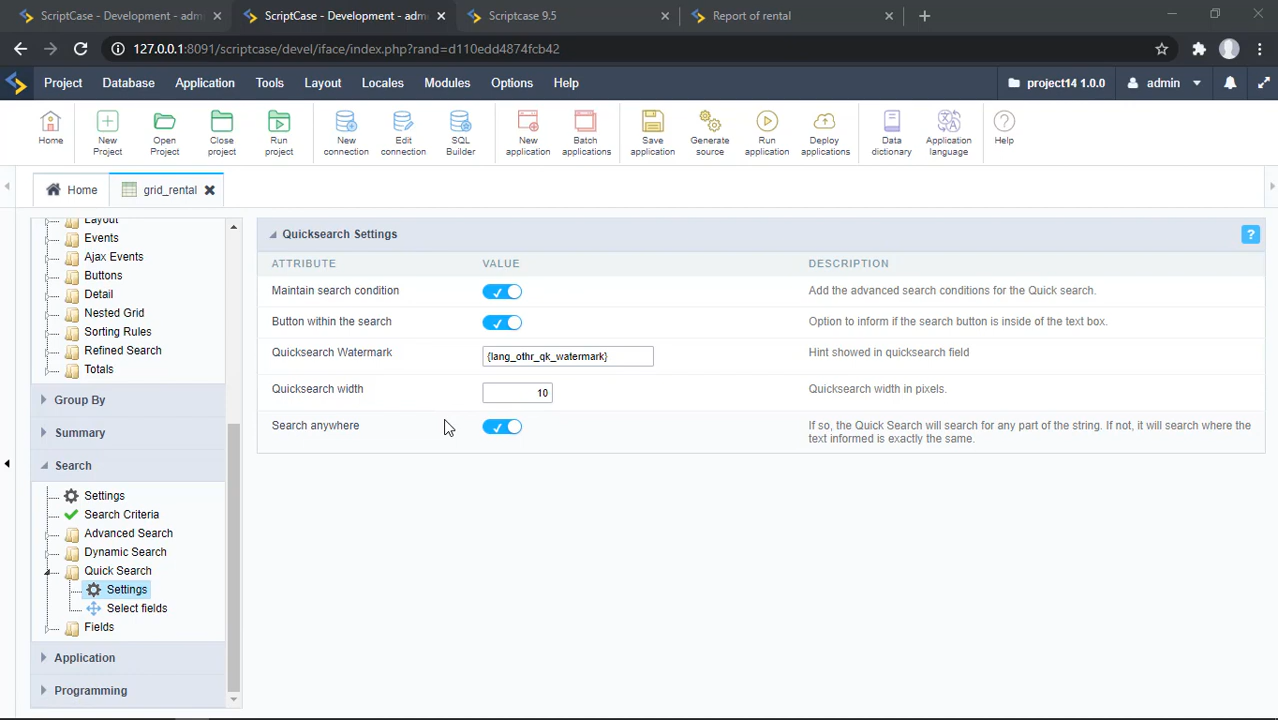 ScriptCase - Development - adm
ScriptCase - Development - adm
Scriptcase 9.5
Report of rental
127.0.0.1:8091/scriptcase/devel/iface/index.php?rand=d110edd4874fcb42
Project
Database
Application
Tools
Layout
Locales
Modules
Options
Help
project14 1.0.0
admin
Home
New
Project
Open
Project
Close
project
Run
project
New
connection
Edit
connection
SQL
Builder
New
application
Batch
applications
Save
application
Generate
source
Run
application
Deploy
applications
Data
dictionary
Application
language
Help
Home
grid_rental
Layout
Events
Ajax Events
Buttons
Detail
Nested Grid
Sorting Rules
Refined Search
Totals
Group By
Summary
Search
Settings
Search Criteria
Advanced Search
Dynamic Search
Quick Search
Settings
Select fields
Fields
Application
Programming
Quicksearch Settings
?
ATTRIBUTE
VALUE
DESCRIPTION
Maintain search condition
Add the advanced search conditions for the Quick search.
Button within the search
Option to inform if the search button is inside of the text box.
Quicksearch Watermark
{lang_othr_qk_watermark}
Hint showed in quicksearch field
Quicksearch width
10
Quicksearch width in pixels.
Search anywhere
If so, the Quick Search will search for any part of the string. If not, it will search where the
text informed is exactly the same.